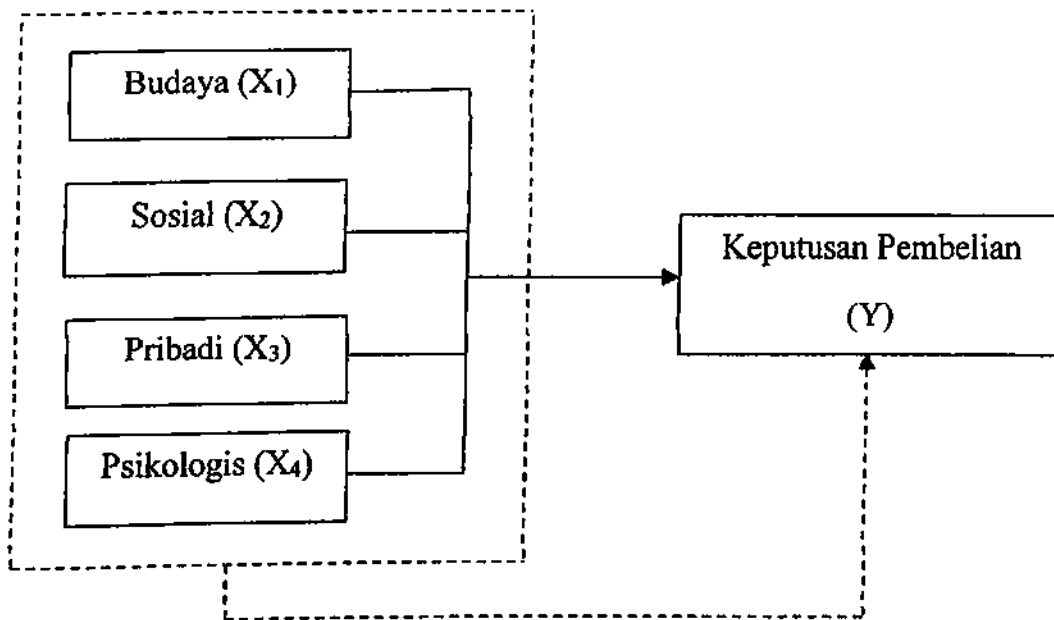 Budaya (X₁)
Sosial (X₂)
Pribadi (X₃)
Psikologis (X₄)
Keputusan Pembelian
(Y)